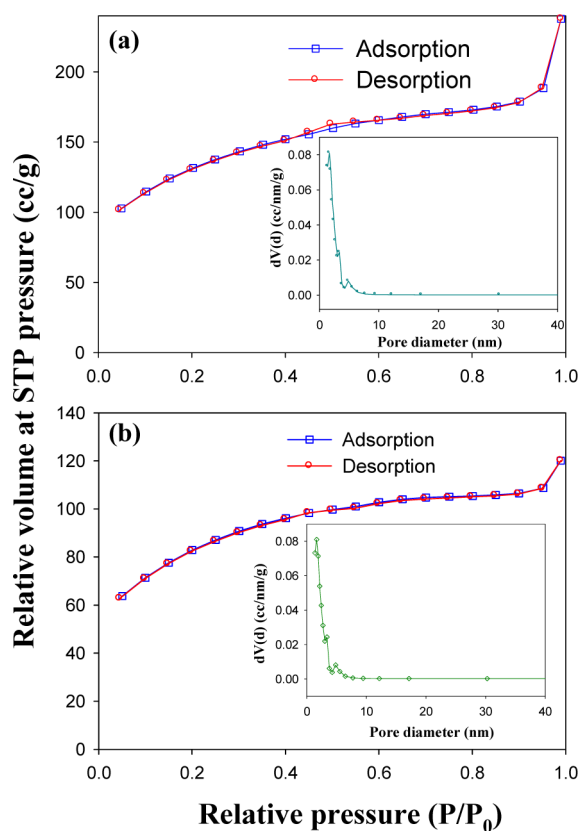 Relative volume at STP pressure (cc/g)
(a)
Adsorption
Desorption
200
150
100
50
0
0.0 0.2 0.4 0.6 0.8 1.0
dV(d) (cc/nm/g)
0.08
0.06
0.04
0.02
0.00
0 10 20 30 40
Pore diameter (nm)
(b)
Adsorption
Desorption
140
120
100
80
60
40
20
0
0.0 0.2 0.4 0.6 0.8 1.0
dV(d) (cc/nm/g)
0.08
0.06
0.04
0.02
0.00
0 10 20 30 40
Pore diameter (nm)
Relative pressure (P/P₀)